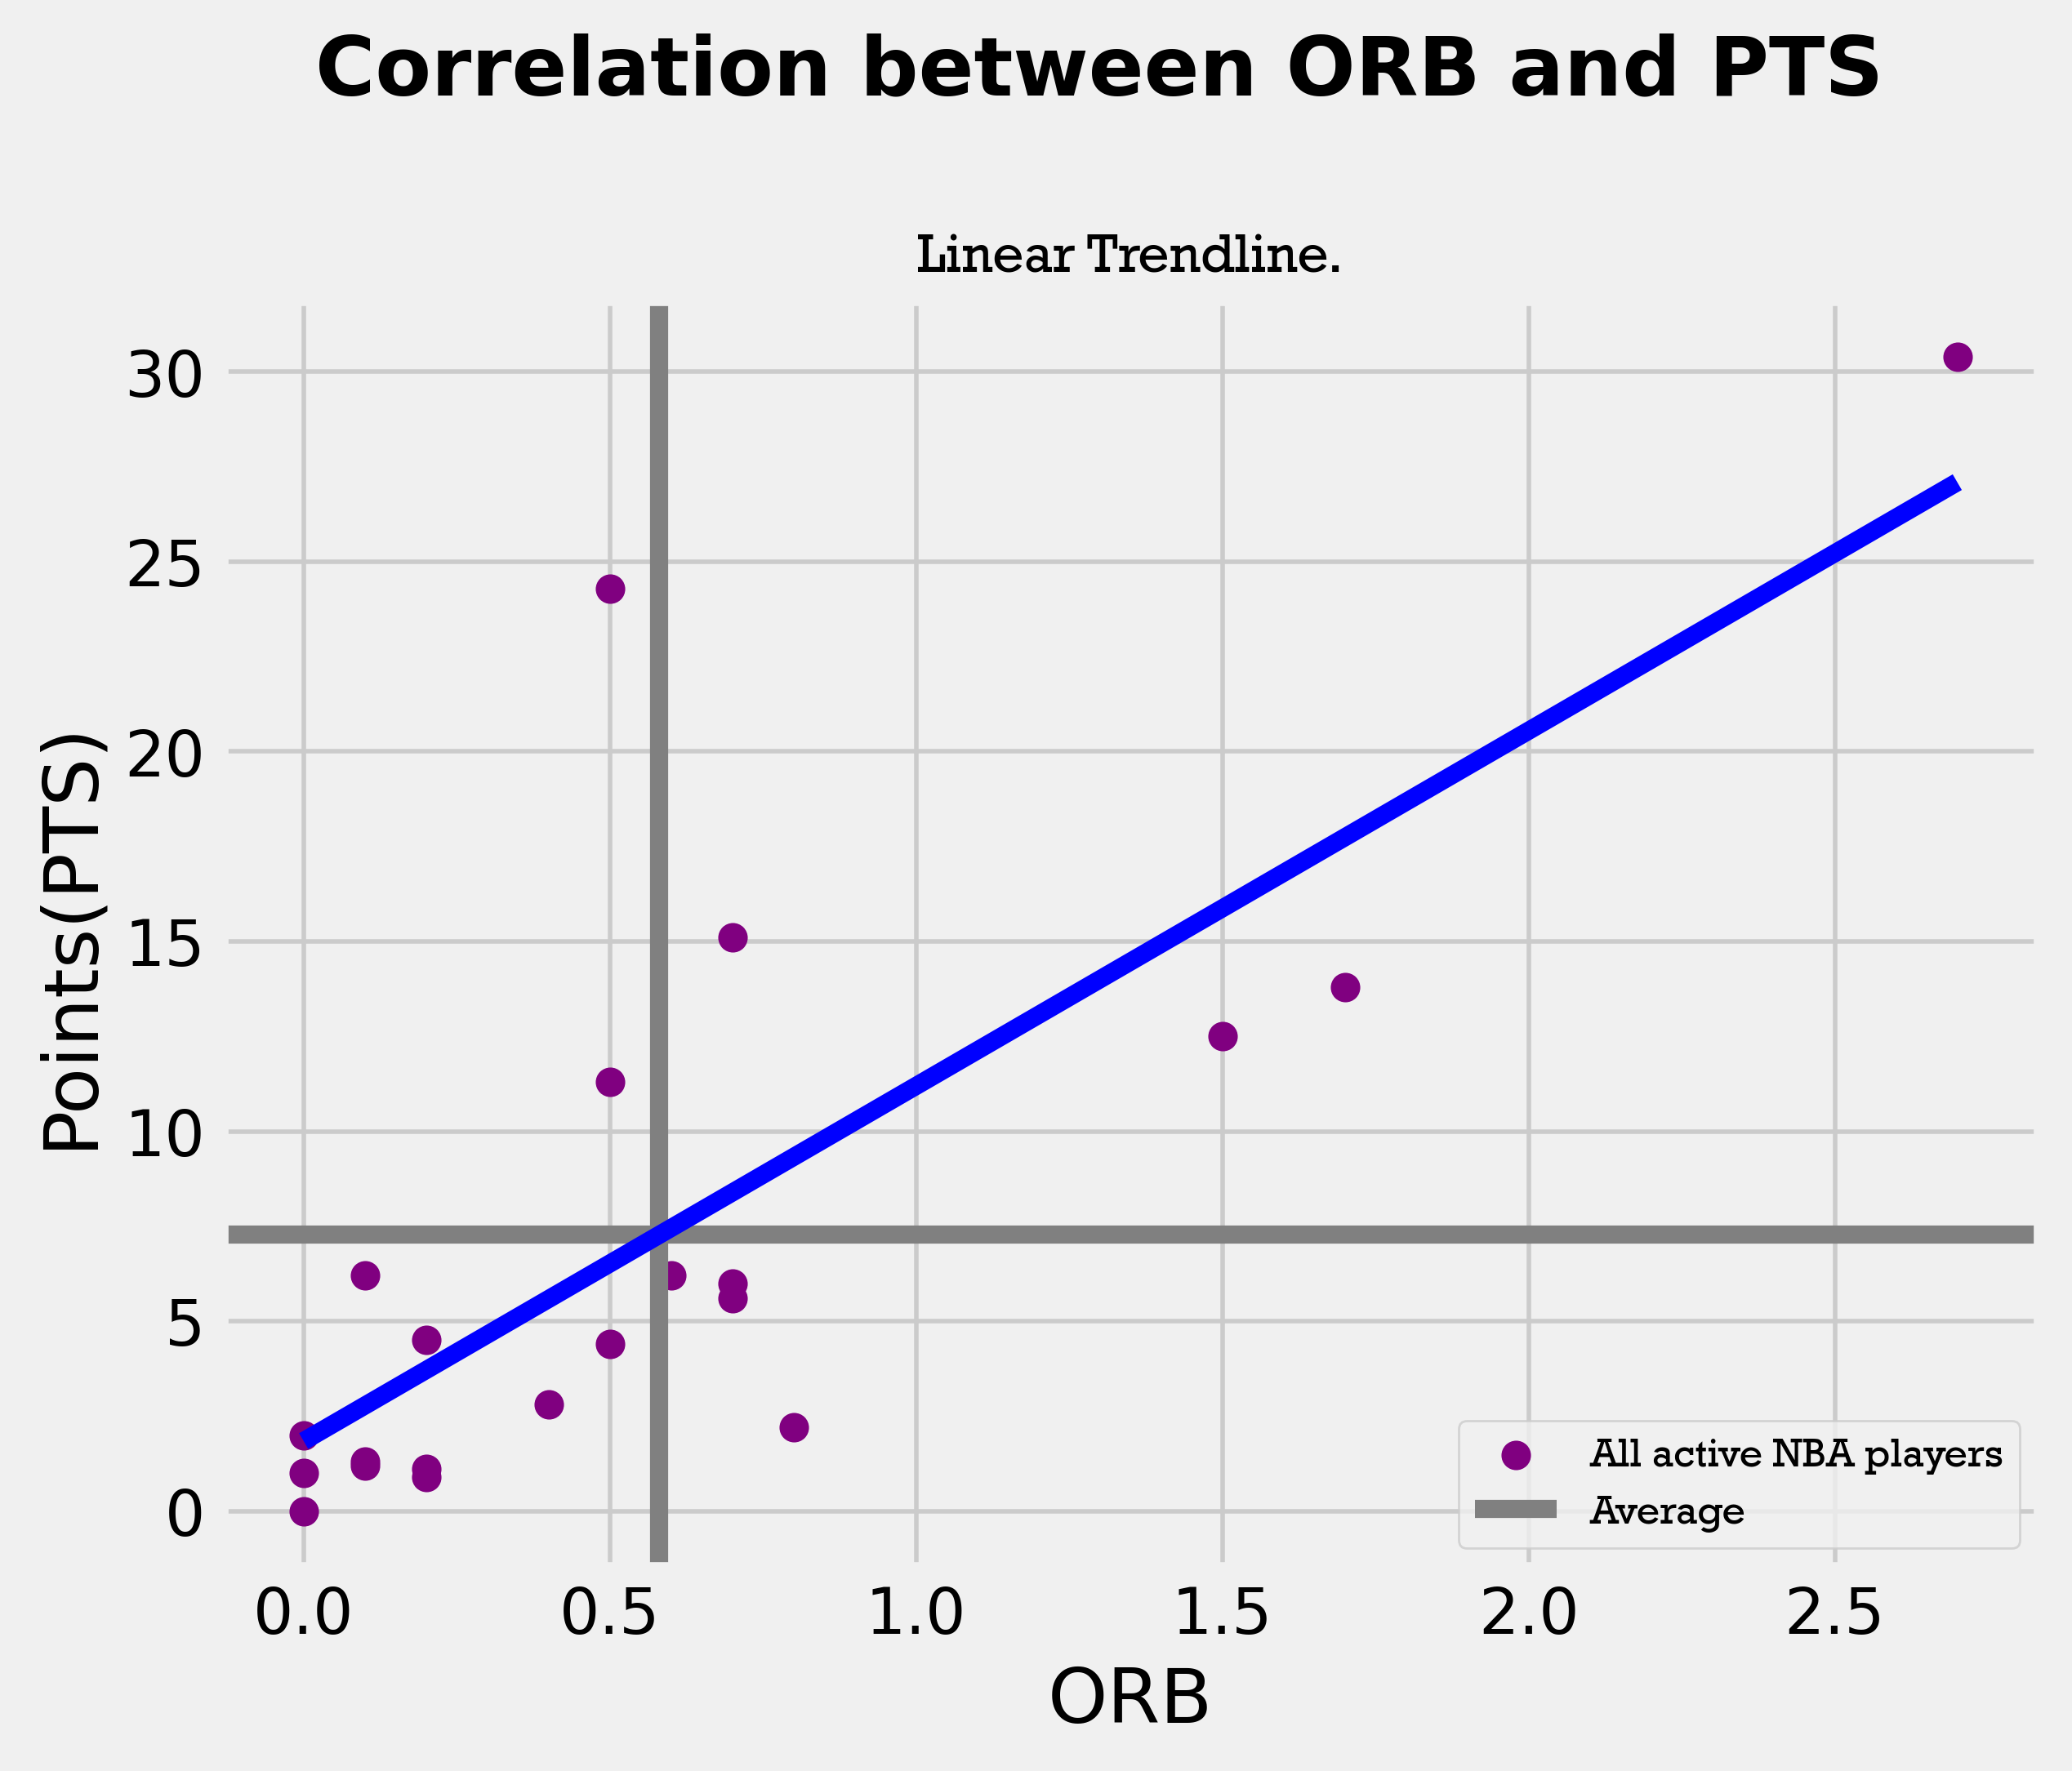 Correlation between ORB and PTS
Linear Trendline.
Points(PTS)
30
25
20
15
10
5
0
All active NBA players
Average
0.0 0.5 1.0 1.5 2.0 2.5
ORB